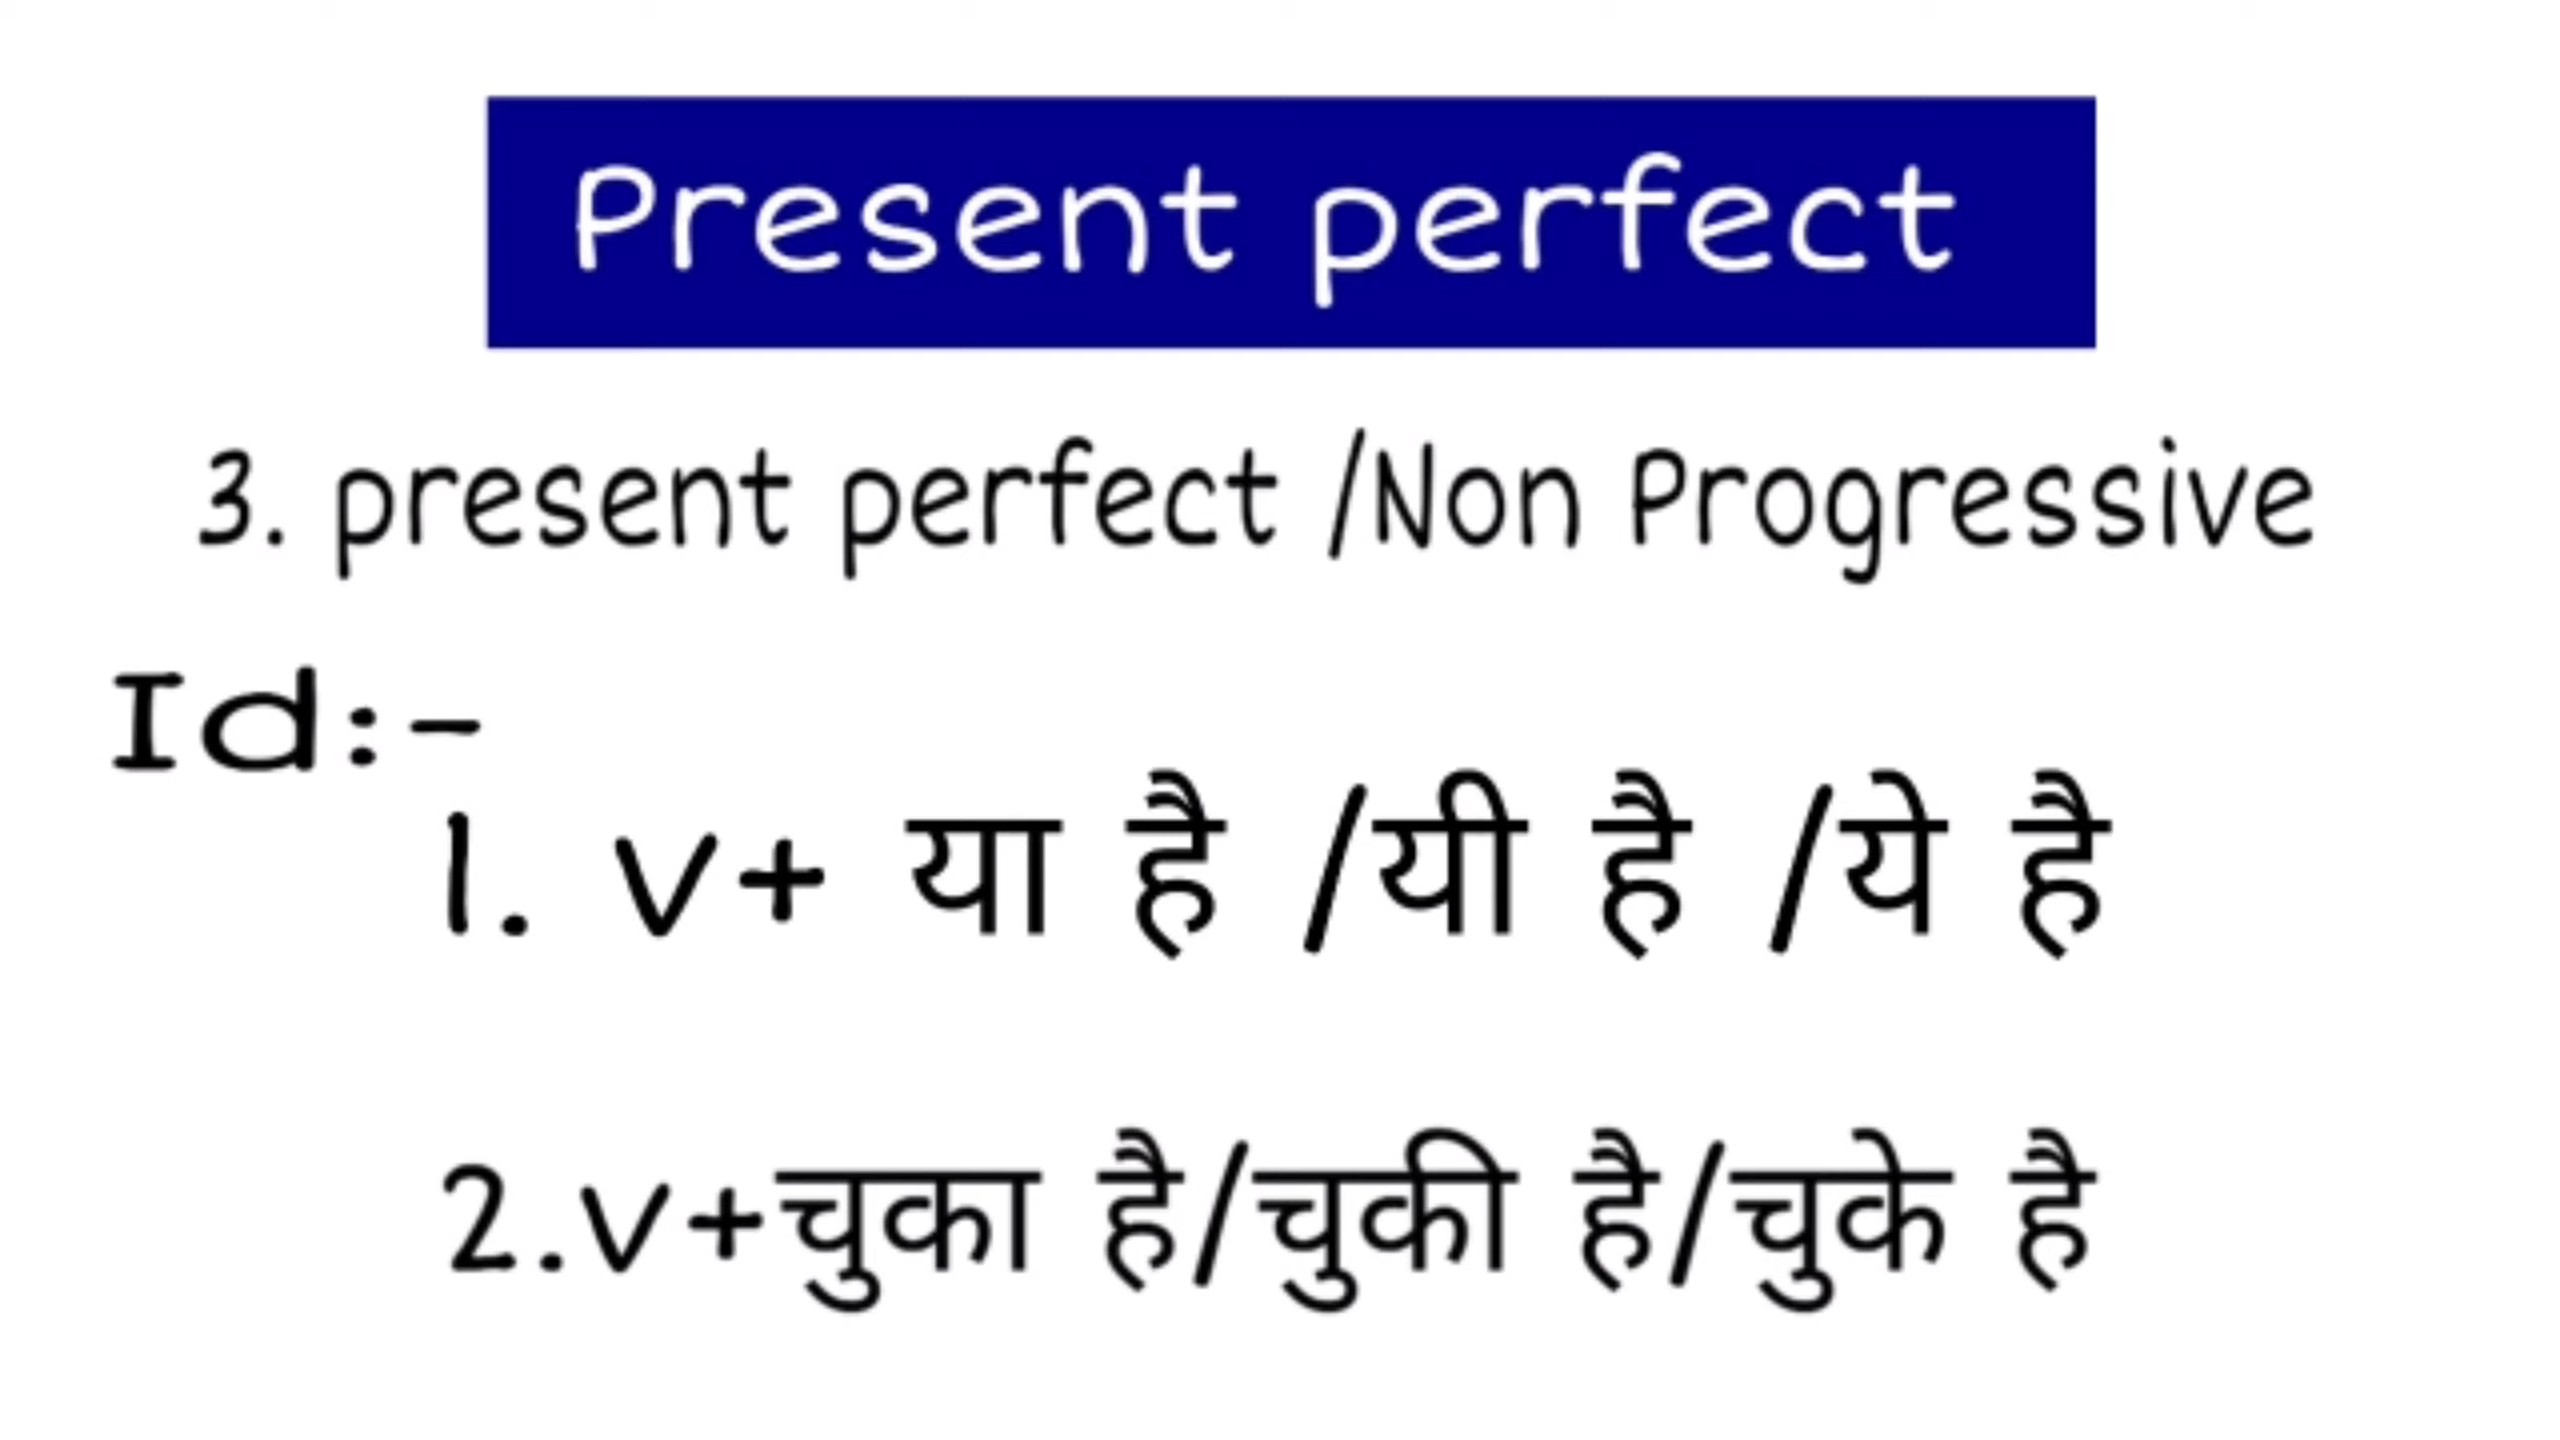 Present perfect
3. present perfect /Non Progressive
Id:-
1. V+ या है /यी है /ये है
2.V+चुका है/चुकी है/चुके है